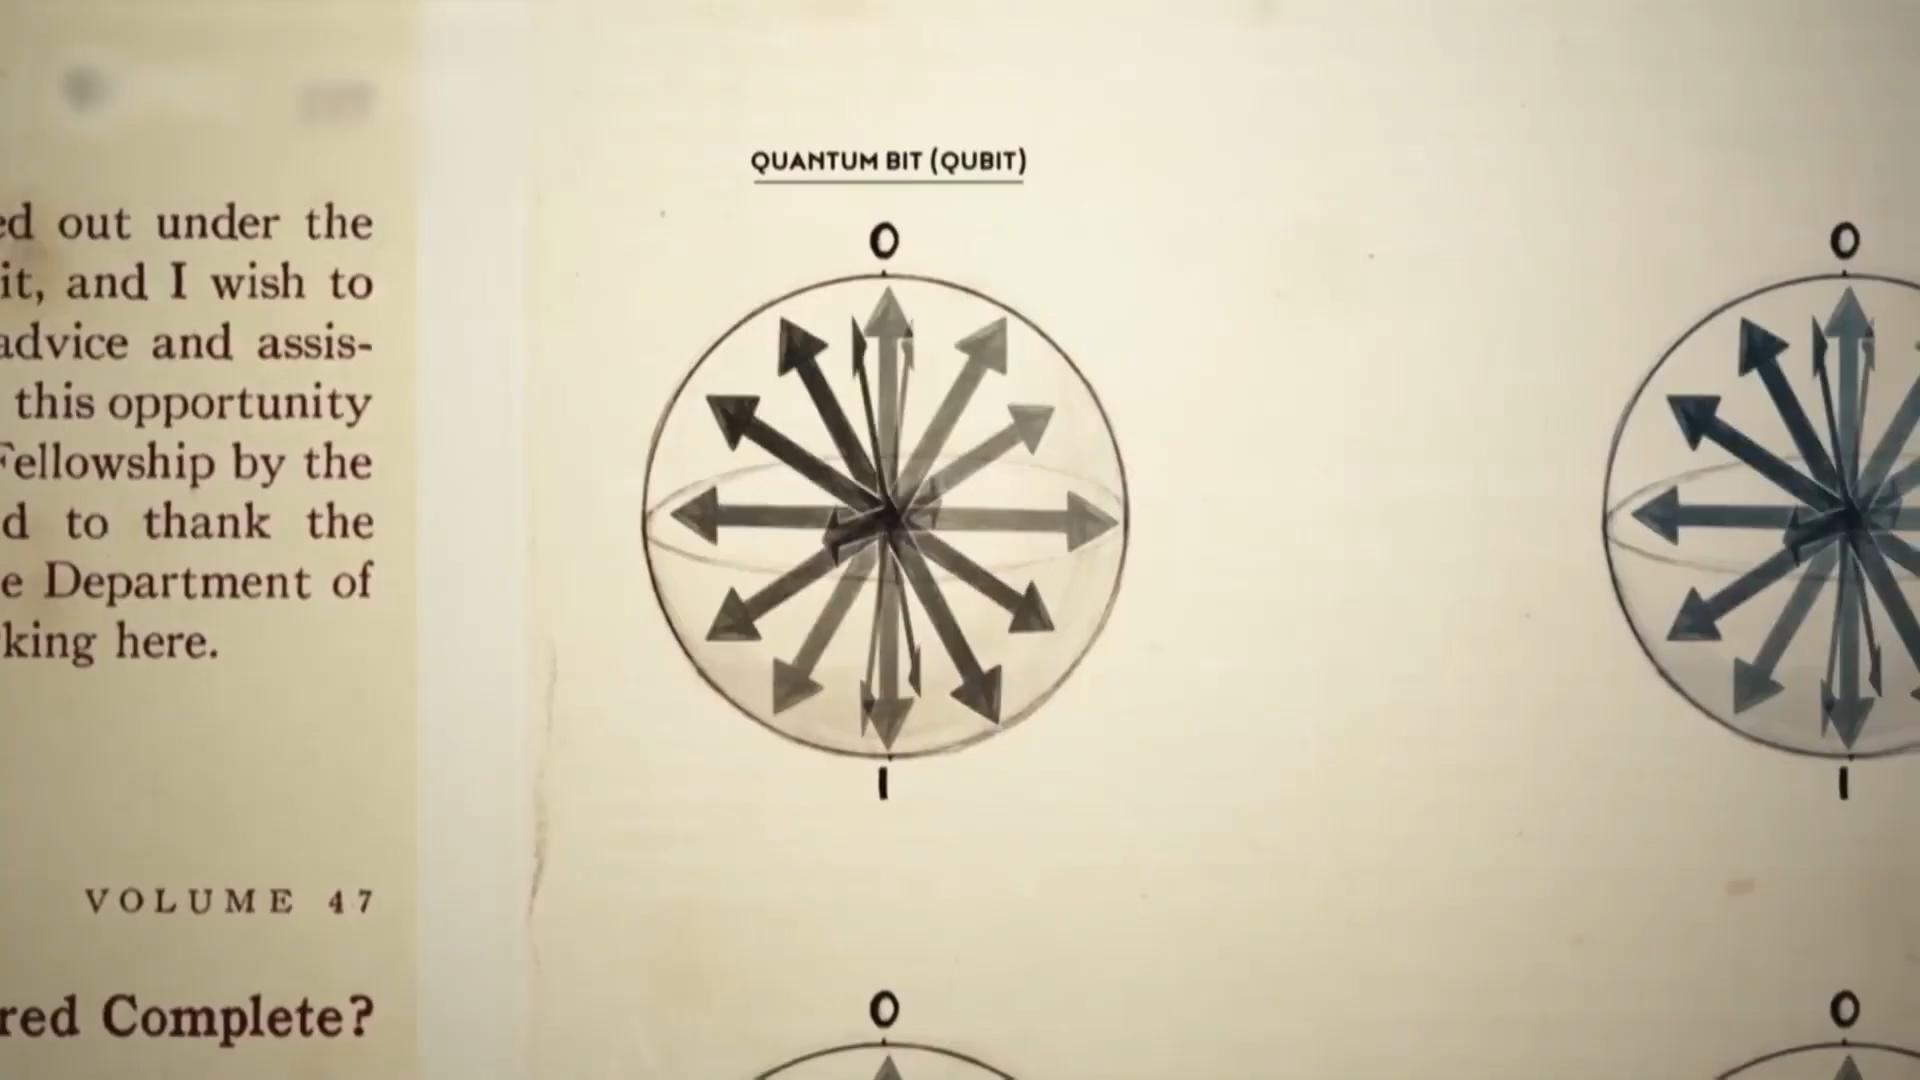 ed out under the
it, and I wish to
advice and assis-
this opportunity
Fellowship by the
d to thank the
e Department of
king here.
VOLUME 47
red Complete?
QUANTUM BIT (QUBIT)
0
1
0
1
0
0